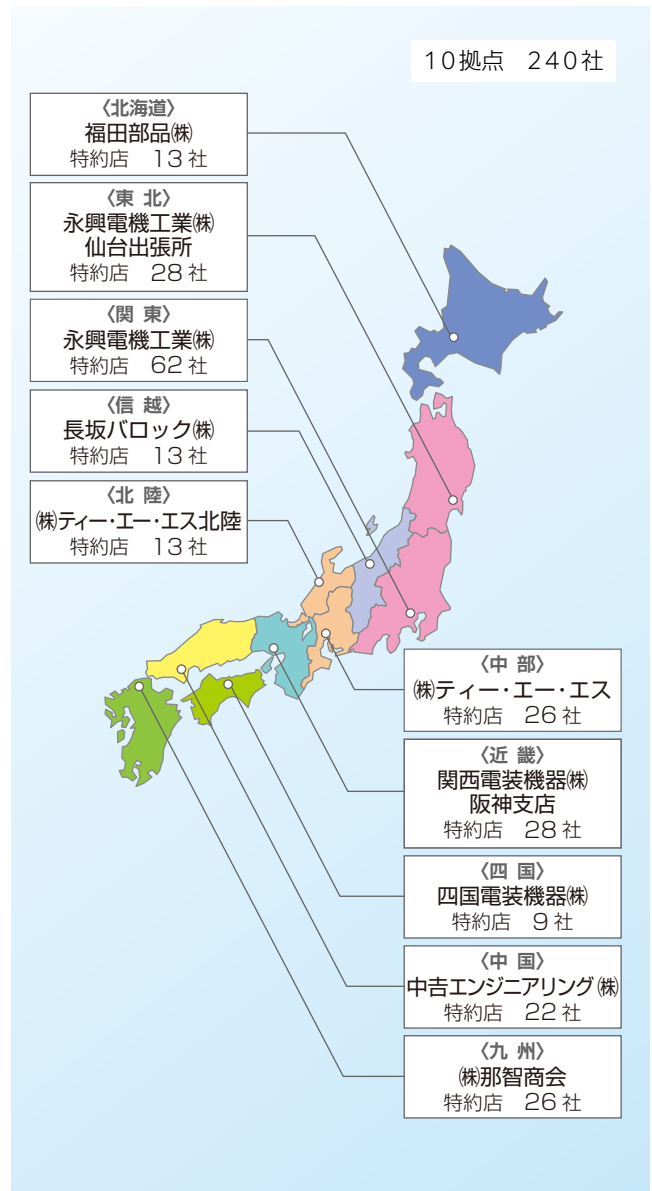 10拠点　240社
〈北海道〉
福田部品㈱
特約店　13社
〈東 北〉
永興電機工業㈱
仙台出張所
特約店　28社
〈関 東〉
永興電機工業㈱
特約店　62社
〈信 越〉
長坂バロック㈱
特約店　13社
〈北 陸〉
㈱ティー・エー・エス北陸
特約店　13社
〈中 部〉
㈱ティー・エー・エス
特約店　26社
〈近 畿〉
関西電装機器㈱
阪神支店
特約店　28社
〈四 国〉
四国電装機器㈱
特約店　9社
〈中 国〉
中吉エンジニアリング㈱
特約店　22社
〈九 州〉
㈱那智商会
特約店　26社